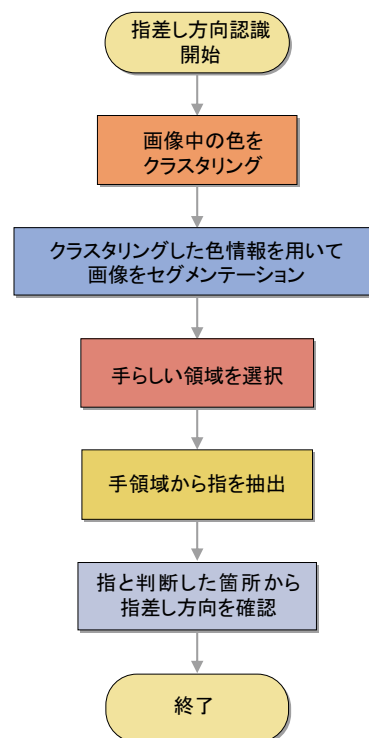 指差し方向認識
開始
画像中の色を
クラスタリング
クラスタリングした色情報を用いて
画像をセグメンテーション
手らしい領域を選択
手領域から指を抽出
指と判断した箇所から
指差し方向を確認
終了